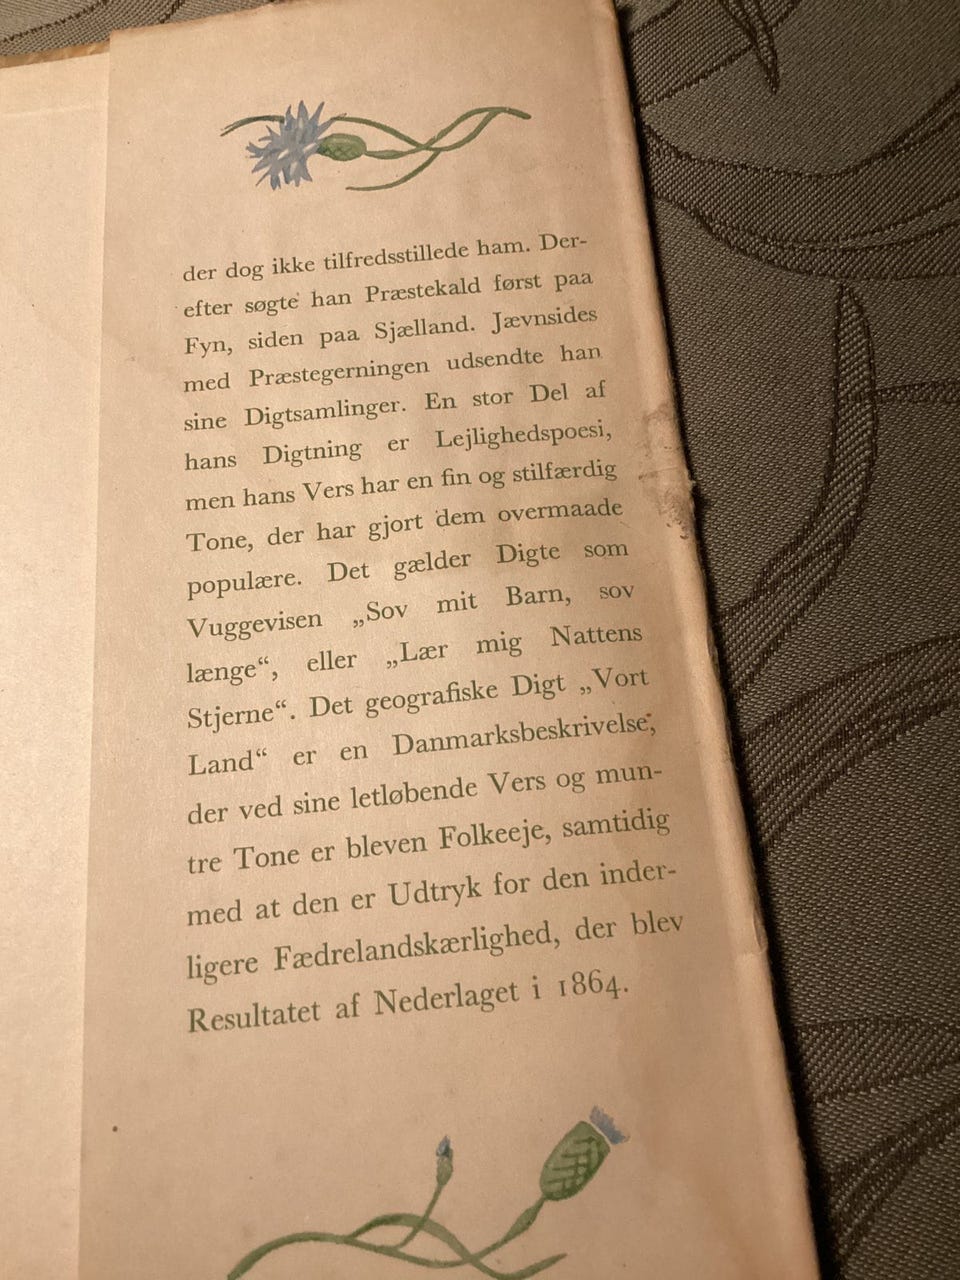 der dog ikke tilfredsstillede ham. Der-
efter søgte han Præstekald først paa
Fyn, siden paa Sjælland. Jævnsides
med Præstegerningen udsendte han
sine Digtsamlinger. En stor Del af
hans Digtning er Lejlighedspoesi,
men hans Vers har en fin og stilfærdig
Tone, der har gjort dem overmaade
populære. Det gælder Digte som
Vuggevisen „Sov mit Barn, sov
længe“, eller „Lær mig Nattens
Stjerne“. Det geografiske Digt „Vort
Land“ er en Danmarksbeskrivelse,
der ved sine letløbende Vers og mun-
tre Tone er bleven Folkeeje, samtidig
med at den er Udtryk for den inder-
ligere Fædrelandskærlighed, der blev
Resultatet af Nederlaget i 1864.